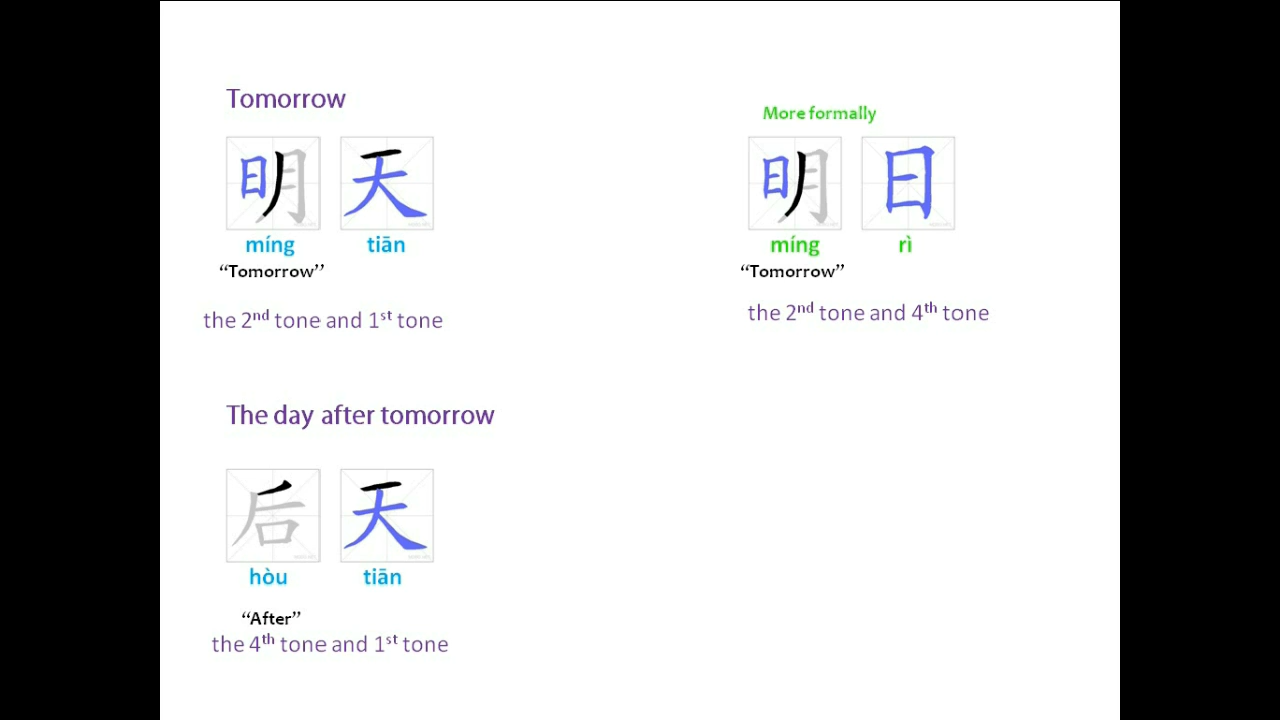 Tomorrow
明 天
míng tiān
“Tomorrow”
the 2nd tone and 1st tone
More formally
明 日
míng rì
“Tomorrow”
the 2nd tone and 4th tone
The day after tomorrow
后 天
hòu tiān
“After”
the 4th tone and 1st tone